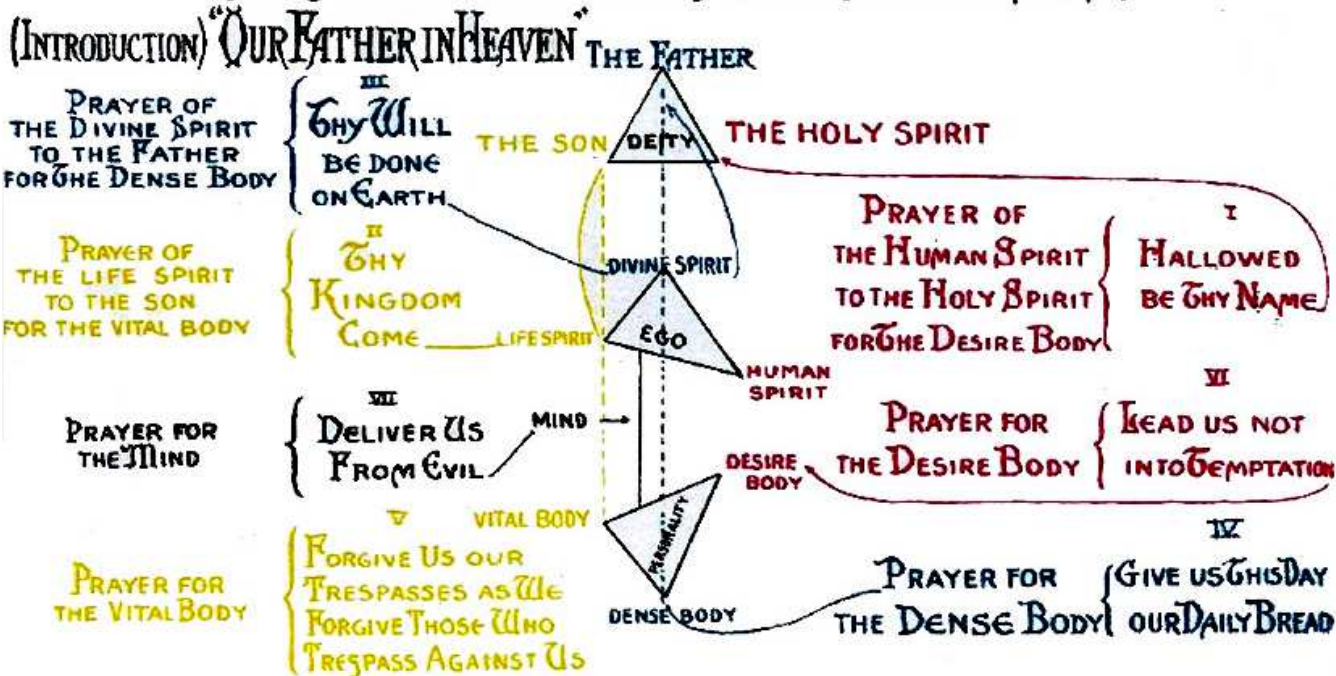 (INTRODUCTION) "OUR FATHER IN HEAVEN"
THE FATHER
PRAYER OF
THE DIVINE SPIRIT
TO THE FATHER
FOR THE DENSE BODY
III
THY WILL
BE DONE
ON EARTH
THE SON
DEITY
THE HOLY SPIRIT
PRAYER OF
THE LIFE SPIRIT
TO THE SON
FOR THE VITAL BODY
II
THY
KINGDOM
COME
DIVINE SPIRIT
LIFE SPIRIT
EGO
HUMAN
SPIRIT
PRAYER OF
THE HUMAN SPIRIT
TO THE HOLY SPIRIT
FOR THE DESIRE BODY
I
HALLOWED
BE THY NAME
PRAYER FOR
THE MIND
VII
DELIVER US
FROM EVIL
MIND
DESIRE
BODY
PRAYER FOR
THE DESIRE BODY
VI
LEAD US NOT
INTO TEMPTATION
PRAYER FOR
THE VITAL BODY
V
FORGIVE US OUR
TRESPASSES AS WE
FORGIVE THOSE WHO
TRESPASS AGAINST US
VITAL BODY
PERSONALITY
DENSE BODY
PRAYER FOR
THE DENSE BODY
IV
GIVE US THIS DAY
OUR DAILY BREAD